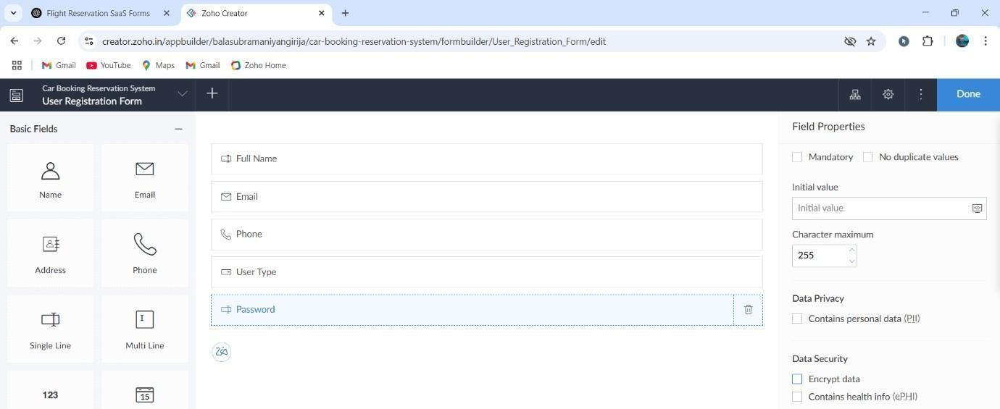 Flight Reservation SaaS Forms
Zoho Creator
creator.zoho.in/appbuilder/balasubramaniyangirija/car-booking-reservation-system/formbuilder/User_Registration_Form/edit
Gmail
YouTube
Maps
Gmail
Zoho Home
Car Booking Reservation System
User Registration Form
Done
Basic Fields
Name
Email
Address
Phone
Single Line
I
Multi Line
123
15
Full Name
Email
Phone
User Type
Password
Zia
Field Properties
Mandatory
No duplicate values
Initial value
Initial value
Character maximum
255
Data Privacy
Contains personal data (PII)
Data Security
Encrypt data
Contains health info (ePHI)